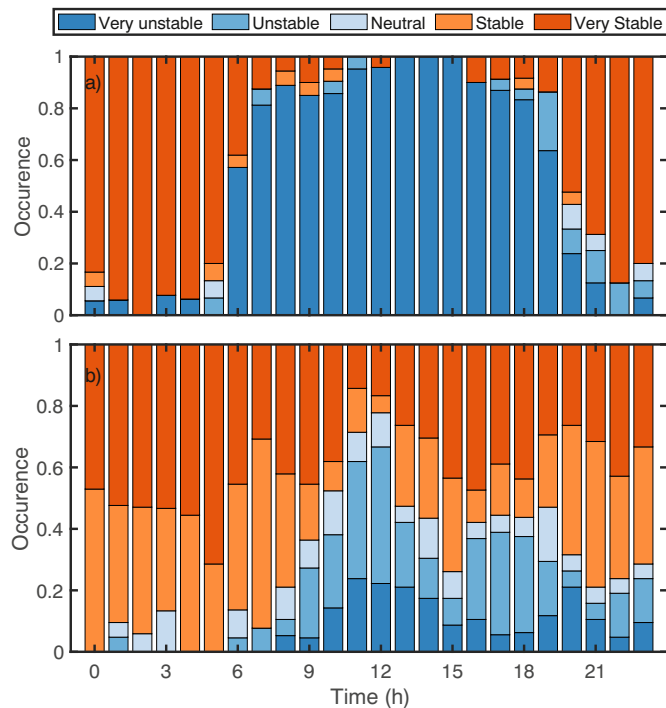 Very unstable Unstable Neutral Stable Very Stable
1
a)
0.8
0.6
0.4
0.2
0
Occurence
1
b)
0.8
0.6
0.4
0.2
0
Occurence
0 3 6 9 12 15 18 21
Time (h)